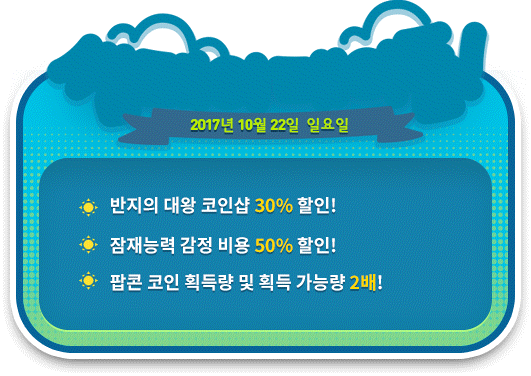 2017년 10월 22일 일요일
반지의 대왕 코인샵 30% 할인!
잠재능력 감정 비용 50% 할인!
팝콘 코인 획득량 및 획득 가능량 2배!